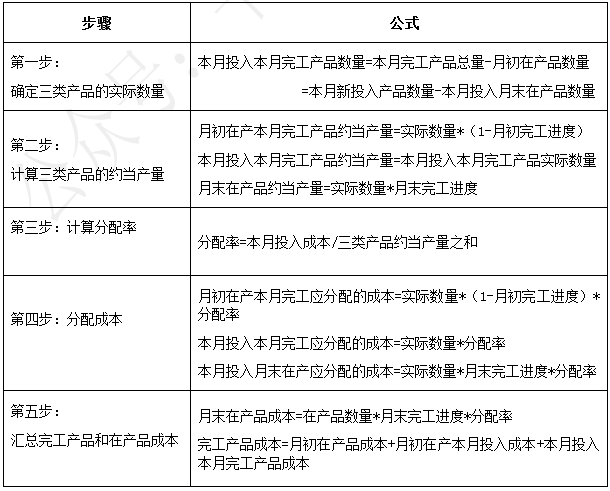 步骤
公式
第一步：
确定三类产品的实际数量
本月投入本月完工产品数量=本月完工产品总量-月初在产品数量
=本月新投入产品数量-本月投入月末在产品数量
第二步：
计算三类产品的约当产量
月初在产本月完工产品约当产量=实际数量*（1-月初完工进度）
本月投入本月完工产品约当产量=本月投入本月完工产品实际数量
月末在产品约当产量=实际数量*月末完工进度
第三步：计算分配率
分配率=本月投入成本/三类产品约当产量之和
第四步：分配成本
月初在产本月完工应分配的成本=实际数量*（1-月初完工进度）*
分配率
本月投入本月完工应分配的成本=实际数量*分配率
本月投入月末在产应分配的成本=实际数量*月末完工进度*分配率
第五步：
汇总完工产品和在产品成本
月末在产品成本=在产品数量*月末完工进度*分配率
完工产品成本=月初在产品成本+月初在产本月投入成本+本月投入
本月完工产品成本
公众号：